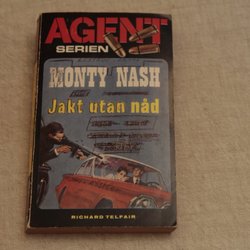 AGENT
SERIEN
MONTY NASH
Jakt utan nåd
RICHARD TELFAIR